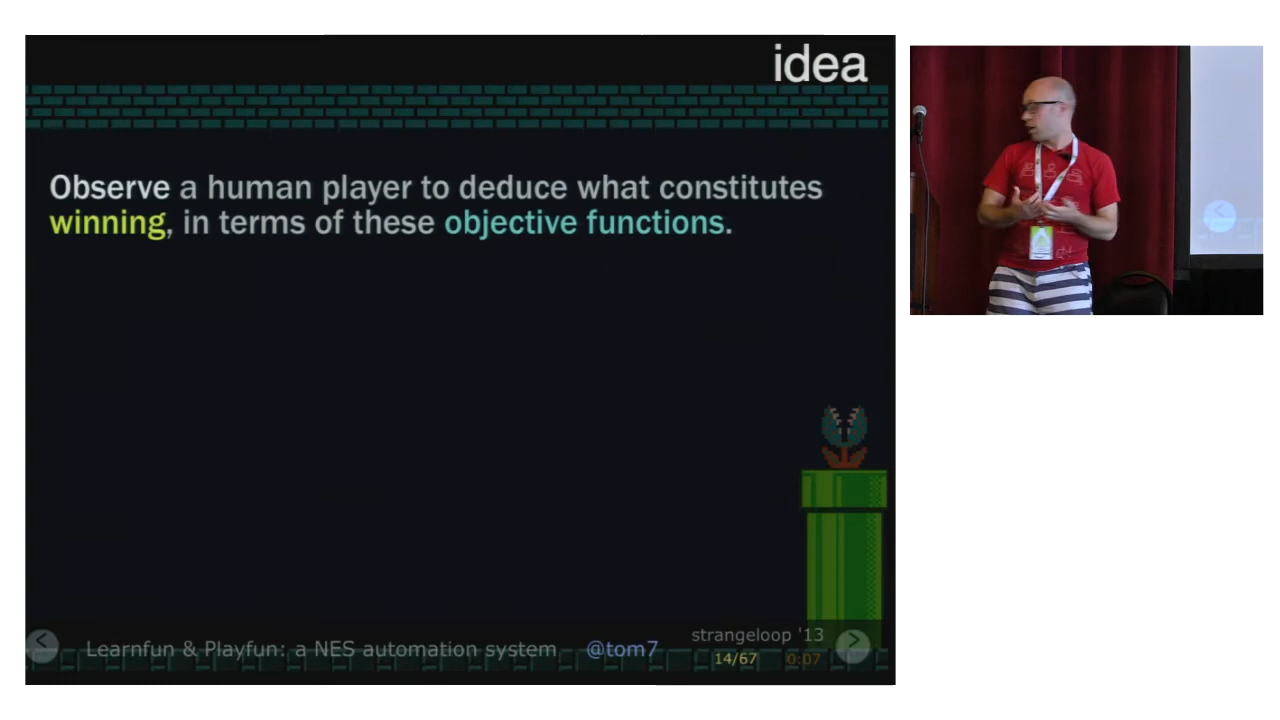 idea
Observe a human player to deduce what constitutes
winning, in terms of these objective functions.
Learnfun & Playfun: a NES automation system
@tom7
strangeloop '13
14/67
0:07